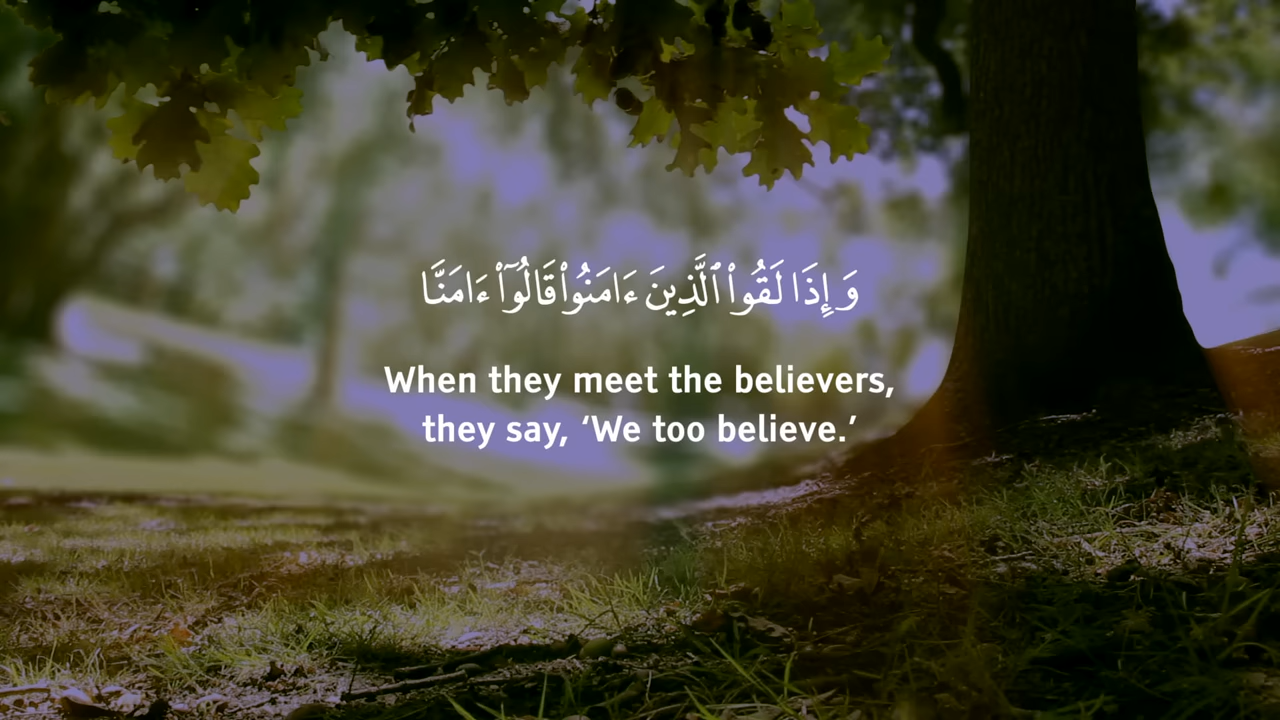 وَإِذَا لَقُوا۟ ٱلَّذِينَ ءَامَنُوا۟ قَالُوٓا۟ ءَامَنَّا
When they meet the believers,
they say, ‘We too believe.’